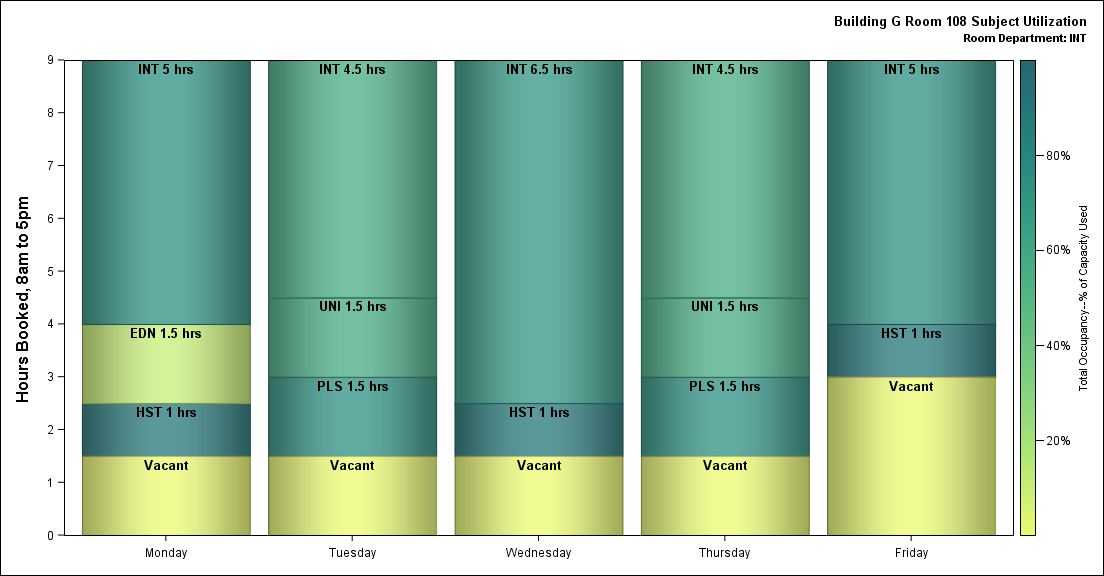 Building G Room 108 Subject Utilization
Room Department: INT
Hours Booked, 8am to 5pm
9
8
7
6
5
4
3
2
1
0
INT 5 hrs
EDN 1.5 hrs
HST 1 hrs
Vacant
Monday
INT 4.5 hrs
UNI 1.5 hrs
PLS 1.5 hrs
Vacant
Tuesday
INT 6.5 hrs
HST 1 hrs
Vacant
Wednesday
INT 4.5 hrs
UNI 1.5 hrs
PLS 1.5 hrs
Vacant
Thursday
INT 5 hrs
HST 1 hrs
Vacant
Friday
80%
60%
40%
20%
Total Occupancy--% of Capacity Used